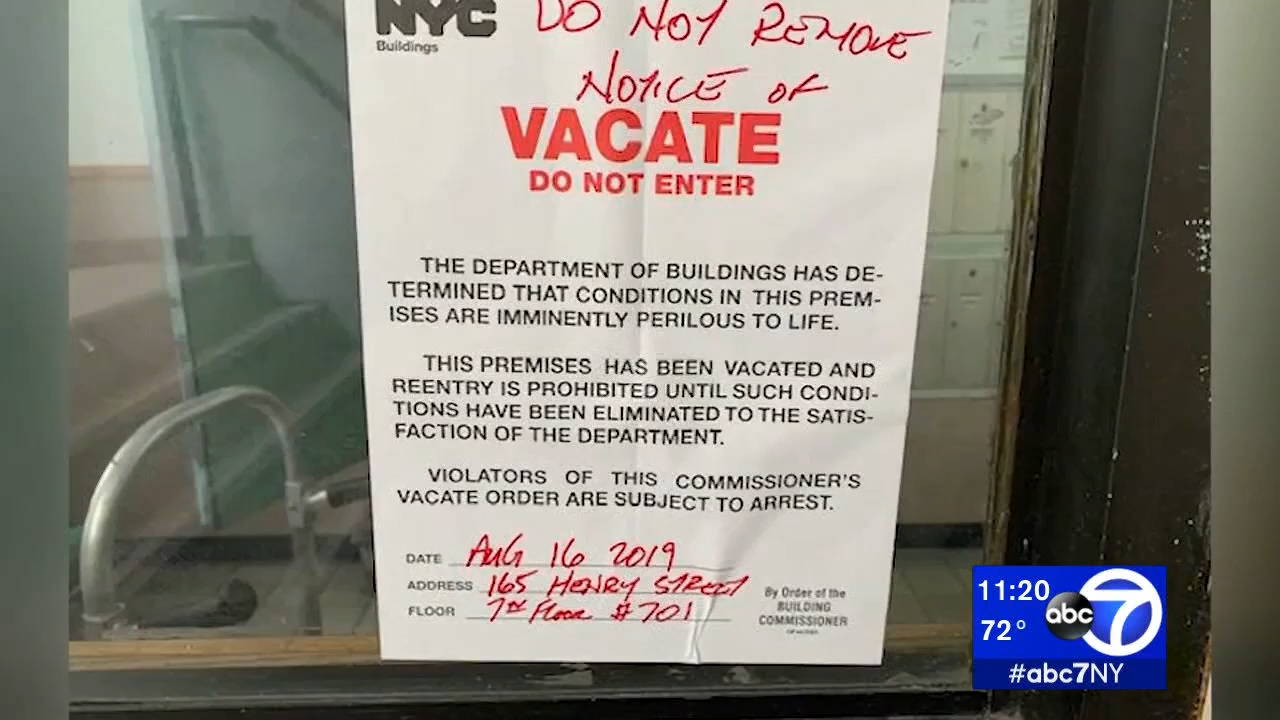 NYC
Buildings
DO NOT REMOVE
NOTICE OF
VACATE
DO NOT ENTER
THE DEPARTMENT OF BUILDINGS HAS DE-
TERMINED THAT CONDITIONS IN THIS PREM-
ISES ARE IMMINENTLY PERILOUS TO LIFE.
THIS PREMISES HAS BEEN VACATED AND
REENTRY IS PROHIBITED UNTIL SUCH CONDI-
TIONS HAVE BEEN ELIMINATED TO THE SATIS-
FACTION OF THE DEPARTMENT.
VIOLATORS OF THIS COMMISSIONER'S
VACATE ORDER ARE SUBJECT TO ARREST.
DATE AUG 16 2019
ADDRESS 165 HENRY STREET
FLOOR 7TH Floor #701
By Order of the
BUILDING
COMMISSIONER
11:20
72°
abc 7
#abc7NY